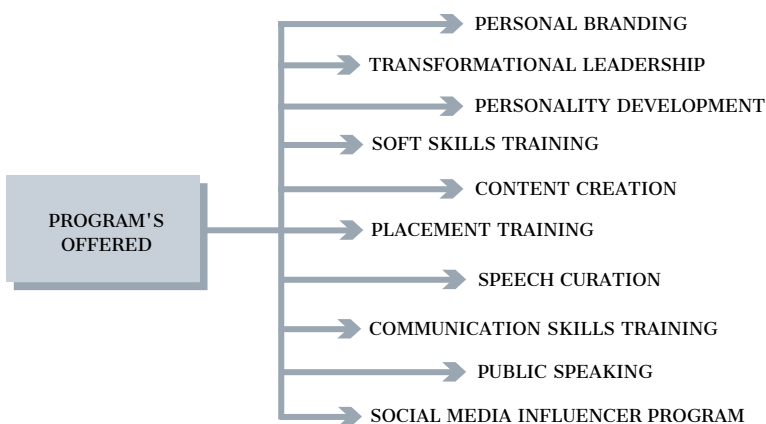 PERSONAL BRANDING
TRANSFORMATIONAL LEADERSHIP
PERSONALITY DEVELOPMENT
SOFT SKILLS TRAINING
CONTENT CREATION
PROGRAM'S
OFFERED
PLACEMENT TRAINING
SPEECH CURATION
COMMUNICATION SKILLS TRAINING
PUBLIC SPEAKING
SOCIAL MEDIA INFLUENCER PROGRAM